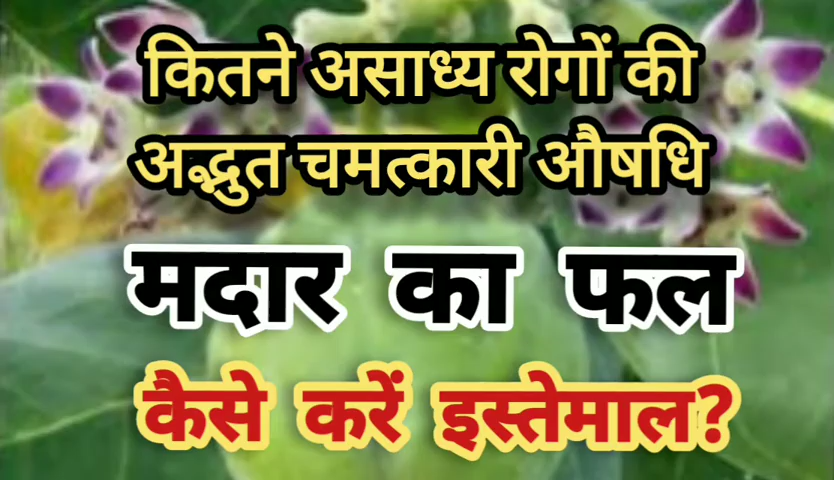 कितने असाध्य रोगों की
अद्भुत चमत्कारी औषधि
मदार का फल
कैसे करें इस्तेमाल?